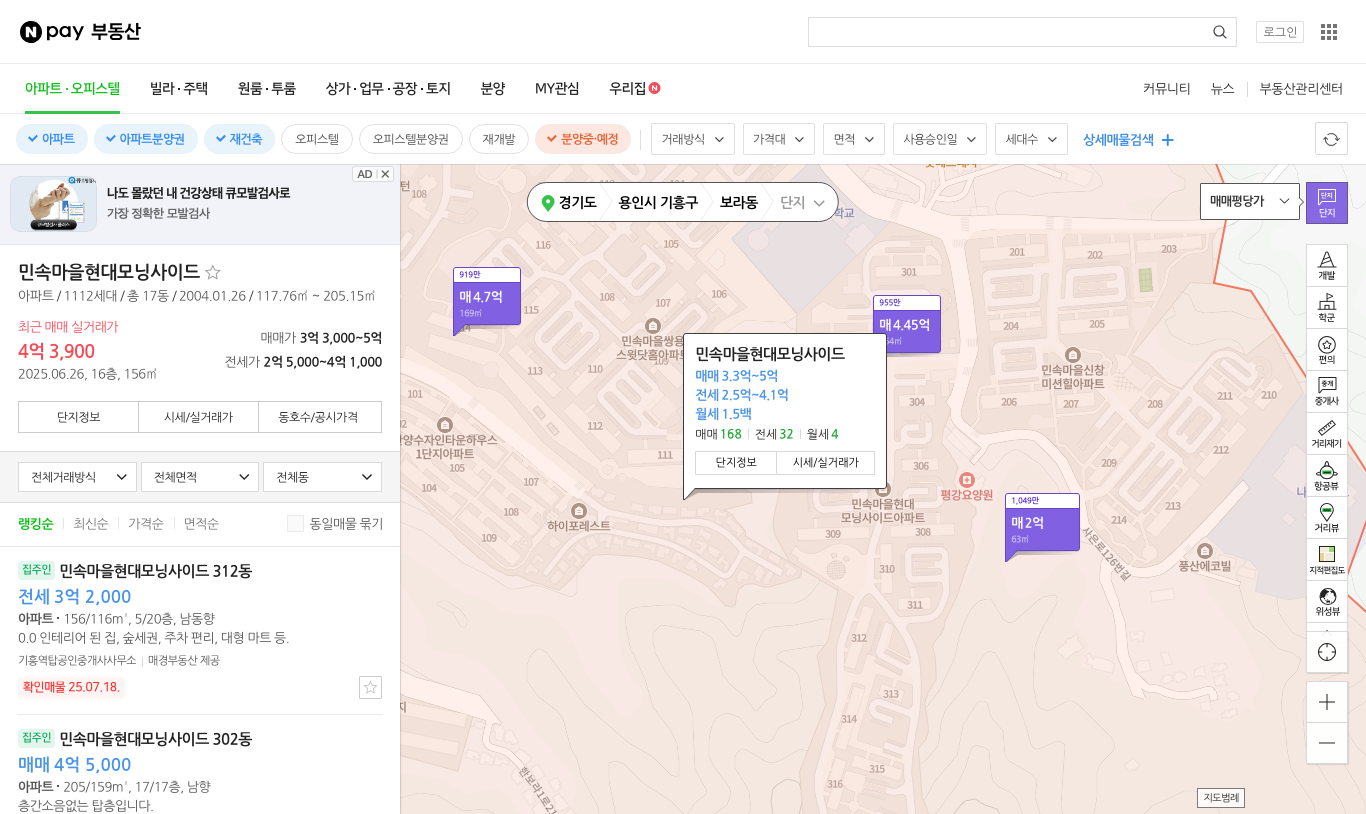 N pay 부동산
로그인
아파트·오피스텔 빌라·주택 원룸·투룸 상가·업무·공장·토지 분양 MY관심 우리집 N
커뮤니티 뉴스 부동산관리센터
아파트 아파트분양권 재건축 오피스텔 오피스텔분양권 재개발 분양중·예정 거래방식 가격대 면적 사용승인일 세대수 상세매물검색
AD
나도 몰랐던 내 건강상태 큐모발검사로
가장 정확한 모발검사
민속마을현대모닝사이드
아파트 / 1112세대 / 총 17동 / 2004.01.26 / 117.76㎡ ~ 205.15㎡
최근 매매 실거래가
4억 3,900
2025.06.26, 16층, 156㎡
매매가 3억 3,000~5억
전세가 2억 5,000~4억 1,000
단지정보 시세/실거래가 동호수/공시가격
전체거래방식 전체면적 전체동
랭킹순 최신순 가격순 면적순 동일매물 묶기
집주인 민속마을현대모닝사이드 312동
전세 3억 2,000
아파트 · 156/116m², 5/20층, 남동향
0.0 인테리어 된 집, 숲세권, 주차 편리, 대형 마트 등.
기흥역탑공인중개사사무소 매경부동산 제공
확인매물 25.07.18.
집주인 민속마을현대모닝사이드 302동
매매 4억 5,000
아파트 · 205/159m², 17/17층, 남향
층간소음없는 탑층입니다.
경기도 용인시 기흥구 보라동 단지
매매평당가
단지
단지
개발
학군
편의
중개
중개사
거리재기
항공뷰
거리뷰
지적편집도
위성뷰
지도범례
턴
108
104
학교
116
105
919만
매 4.7억
169㎡
115
108
107
106
114
민속마을쌍용
스윗닷홈아파트
113
110
101
112
111
양수자인타운하우스
1단지아파트
105
104
107
106
하이포레스트
108
109
301
955만
매 4.45억
201
202
203
204
205
민속마을신창
미션힐아파트
206
207
208
211
210
304
209
306
평강요양원
민속마을현대
모닝사이드아파트
309
308
310
311
312
313
314
315
316
1,049만
매 2억
63㎡
214
213
사은로126번길
풍산에코빌
나
지
한보라1로21
민속마을현대모닝사이드
매매 3.3억~5억
전세 2.5억~4.1억
월세 1.5백
매매 168 전세 32 월세 4
단지정보 시세/실거래가